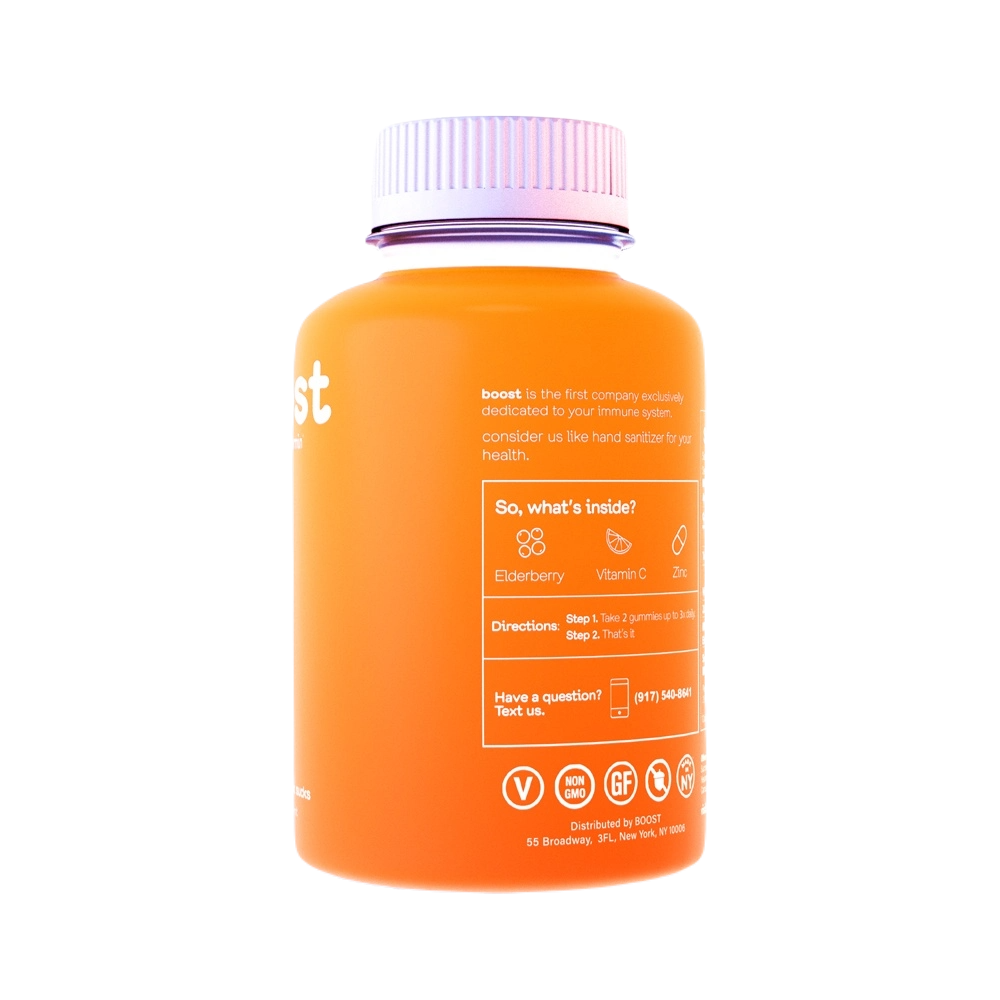 st
boost is the first company exclusively
dedicated to your immune system.
consider us like hand sanitizer for your
health.
So, what's inside?
Elderberry
Vitamin C
Zinc
Directions:
Step 1. Take 2 gummies up to 3x daily.
Step 2. That's it
Have a question?
Text us.
(917) 540-8641
V
NON
GMO
GF
MADE IN
NY
Distributed by BOOST
55 Broadway, 3FL, New York, NY 10006
sucks